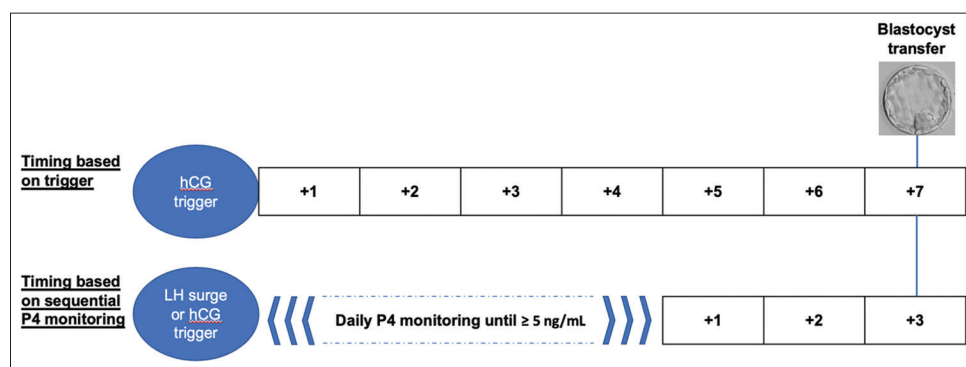 Blastocyst
transfer
Timing based
on trigger
hCG
trigger
+1
+2
+3
+4
+5
+6
+7
Timing based
on sequential
P4 monitoring
LH surge
or hCG
trigger
Daily P4 monitoring until ≥ 5 ng/mL
+1
+2
+3